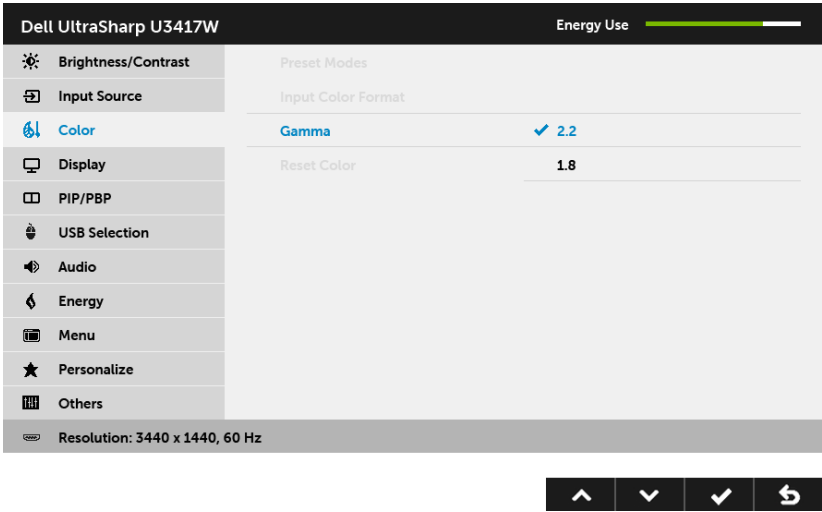 Dell UltraSharp U3417W
Energy Use
Brightness/Contrast
Preset Modes
Input Source
Input Color Format
Color
Gamma
2.2
Display
Reset Color
1.8
PIP/PBP
USB Selection
Audio
Energy
Menu
Personalize
Others
Resolution: 3440 x 1440, 60 Hz